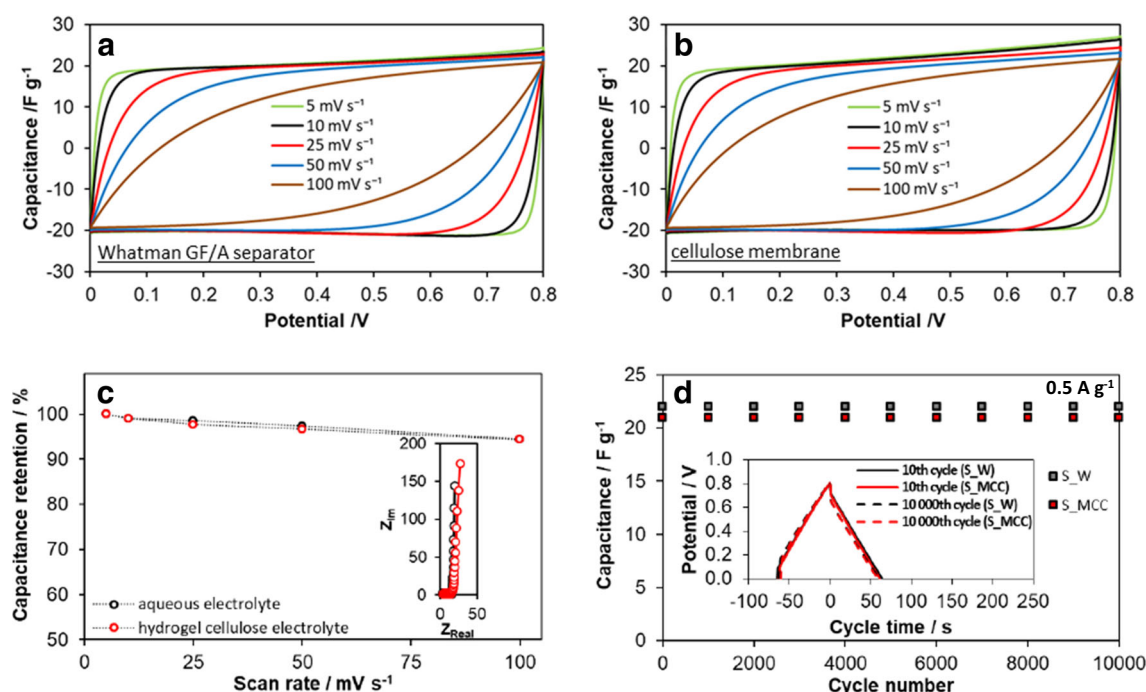 a
30
20
10
0
-10
-20
-30
Capacitance /F g⁻¹
5 mV s⁻¹
10 mV s⁻¹
25 mV s⁻¹
50 mV s⁻¹
100 mV s⁻¹
Whatman GF/A separator
0 0.1 0.2 0.3 0.4 0.5 0.6 0.7 0.8
Potential /V
b
30
20
10
0
-10
-20
-30
Capacitance /F g⁻¹
5 mV s⁻¹
10 mV s⁻¹
25 mV s⁻¹
50 mV s⁻¹
100 mV s⁻¹
cellulose membrane
0 0.1 0.2 0.3 0.4 0.5 0.6 0.7 0.8
Potential /V
c
100
90
80
70
60
50
Capacitance retention / %
200
150
100
50
0
Z_Im
0 50
Z_Real
aqueous electrolyte
hydrogel cellulose electrolyte
0 25 50 75 100
Scan rate / mV s⁻¹
d
0.5 A g⁻¹
25
20
15
10
5
0
Capacitance / F g⁻¹
1.0
0.8
0.6
0.4
0.2
0.0
Potential / V
10th cycle (S_W)
10th cycle (S_MCC)
10 000th cycle (S_W)
10 000th cycle (S_MCC)
-100 -50 0 50 100 150 200 250
Cycle time / s
S_W
S_MCC
0 2000 4000 6000 8000 10000
Cycle number